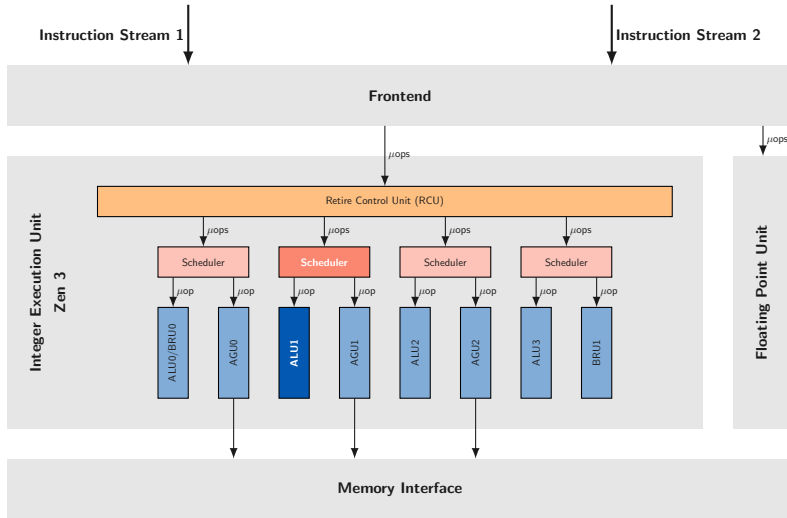 Instruction Stream 1
Instruction Stream 2
Frontend
μops
μops
Integer Execution Unit
Zen 3
Retire Control Unit (RCU)
μops
μops
μops
μops
Scheduler
Scheduler
Scheduler
Scheduler
μop
μop
μop
μop
μop
μop
μop
μop
ALU0/BRU0
AGU0
ALU1
AGU1
ALU2
AGU2
ALU3
BRU1
Floating Point Unit
Memory Interface